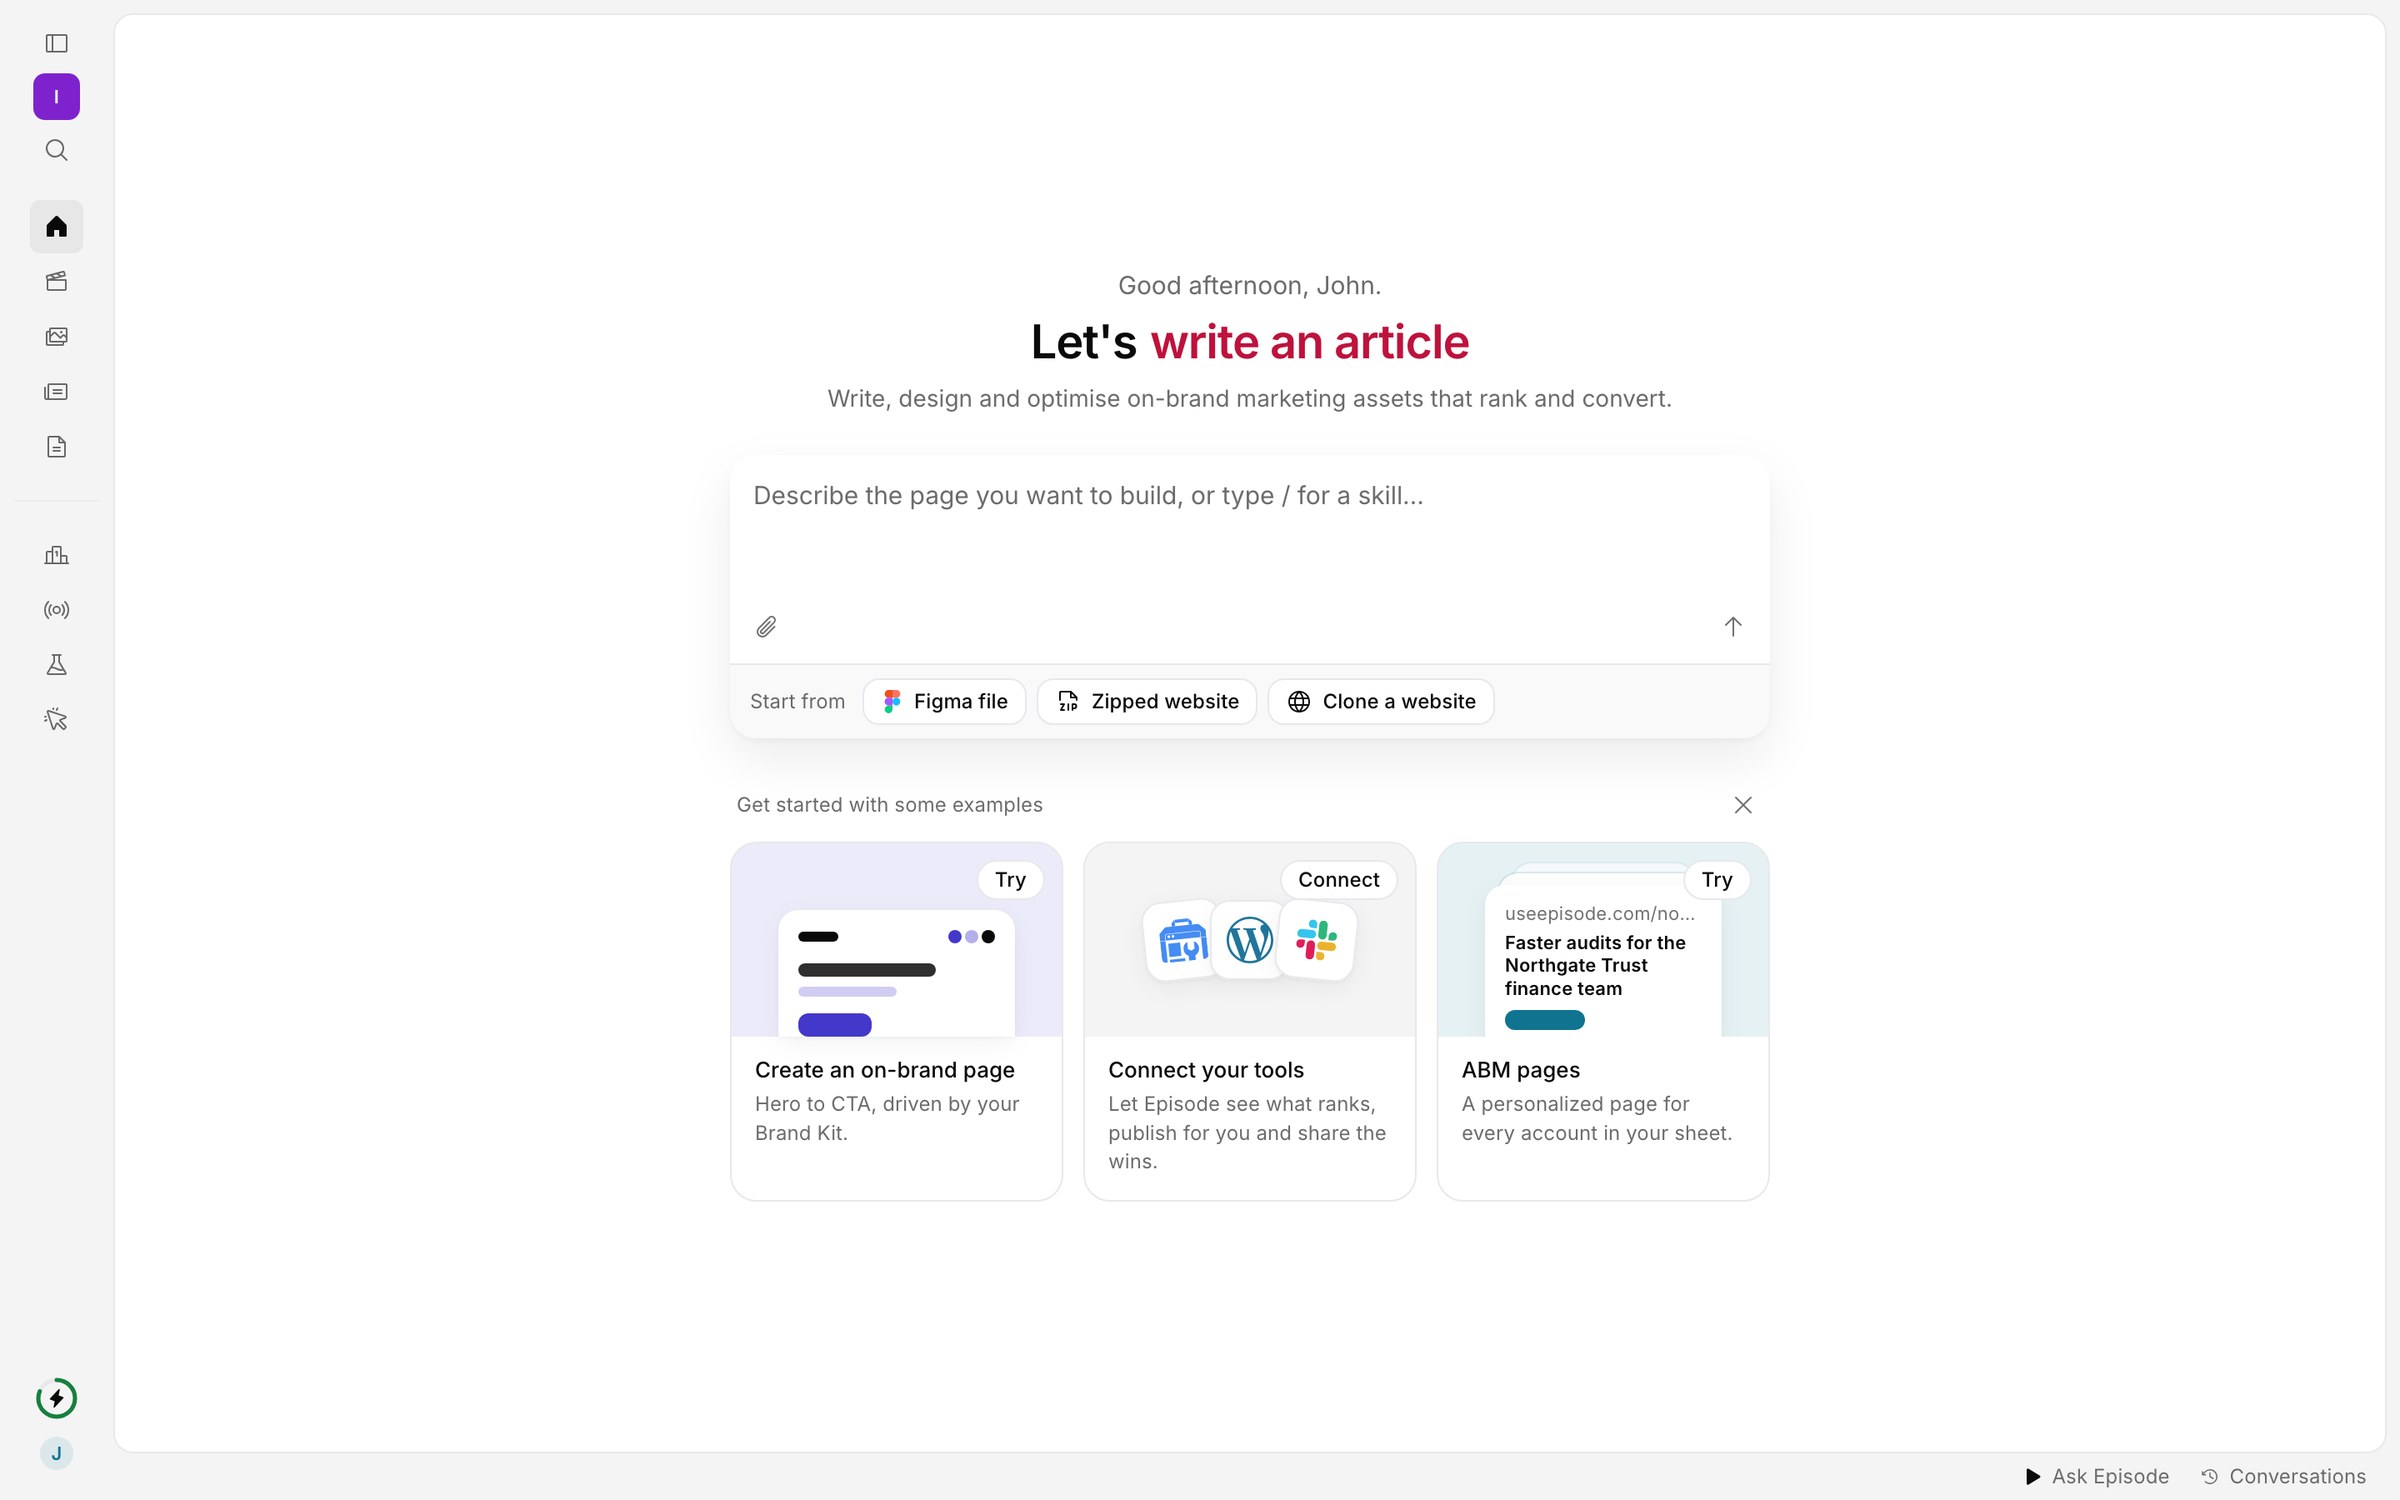 I
Good afternoon, John.
Let's write an article
Write, design and optimise on-brand marketing assets that rank and convert.
Describe the page you want to build, or type / for a skill...
Start from
Figma file
ZIP
Zipped website
Clone a website
Get started with some examples
Try
Create an on-brand page
Hero to CTA, driven by your
Brand Kit.
Connect
Connect your tools
Let Episode see what ranks,
publish for you and share the
wins.
Try
useepisode.com/no...
Faster audits for the
Northgate Trust
finance team
ABM pages
A personalized page for
every account in your sheet.
J
Ask Episode
Conversations